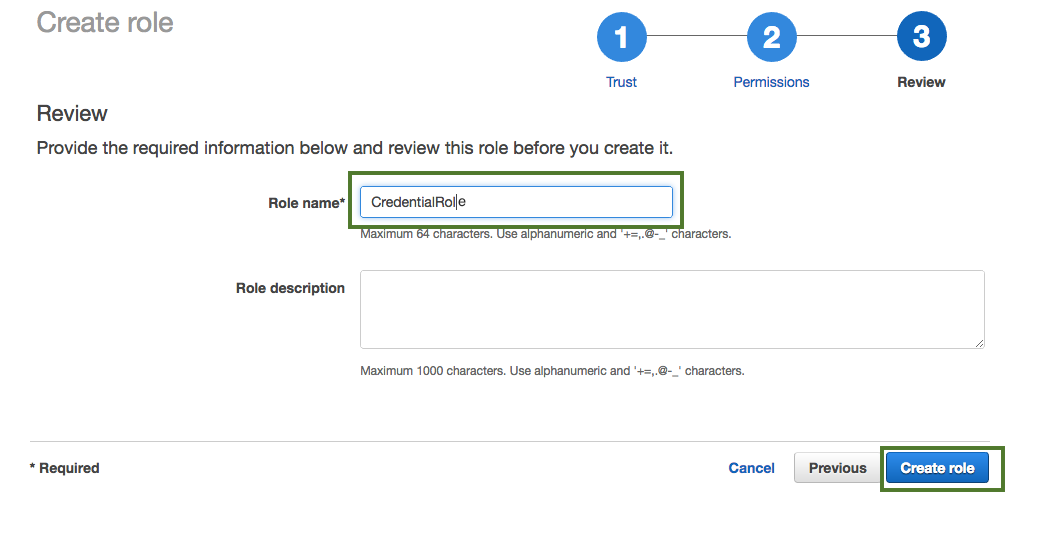 Create role
1 2 3
Trust Permissions Review
Review
Provide the required information below and review this role before you create it.
Role name* CredentialRole
Maximum 64 characters. Use alphanumeric and '+=,.@-_' characters.
Role description
Maximum 1000 characters. Use alphanumeric and '+=,.@-_' characters.
* Required Cancel Previous Create role